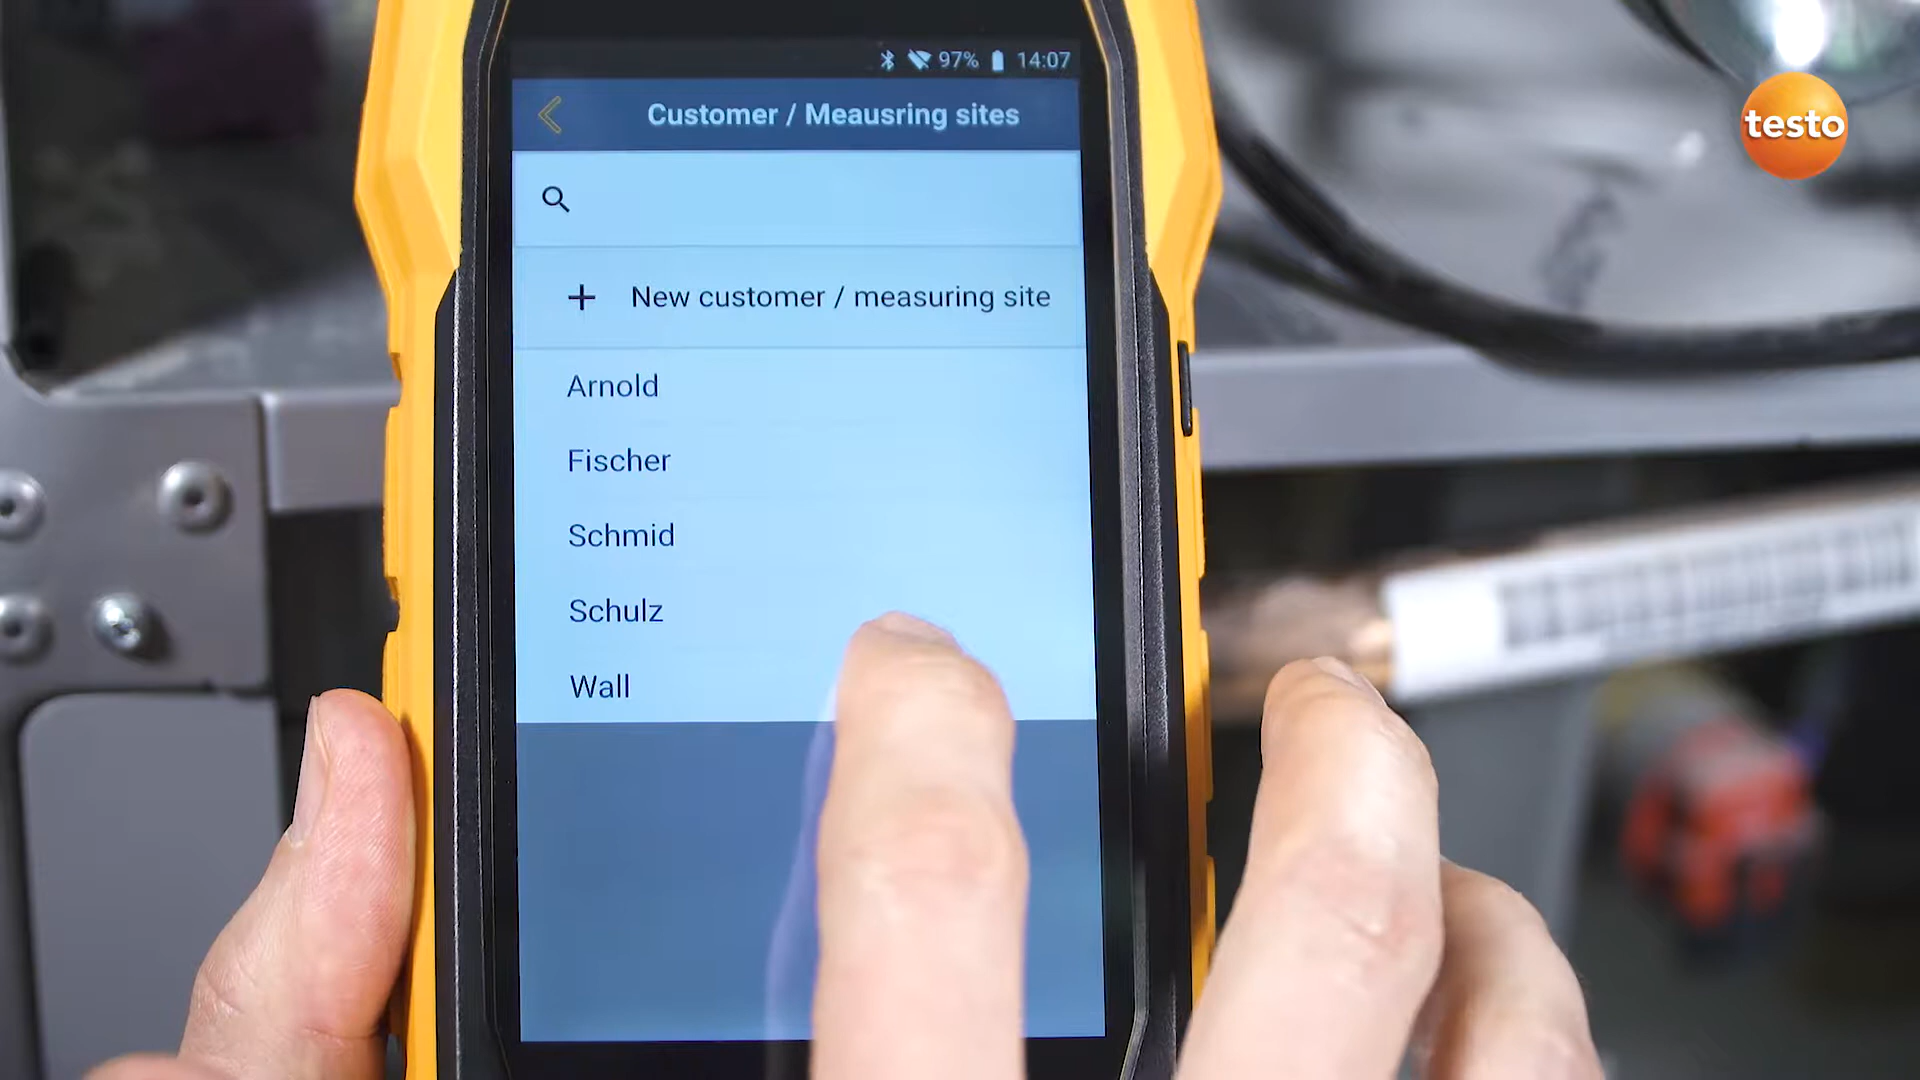 97% 14:07
Customer / Meausring sites
New customer / measuring site
Arnold
Fischer
Schmid
Schulz
Wall
testo